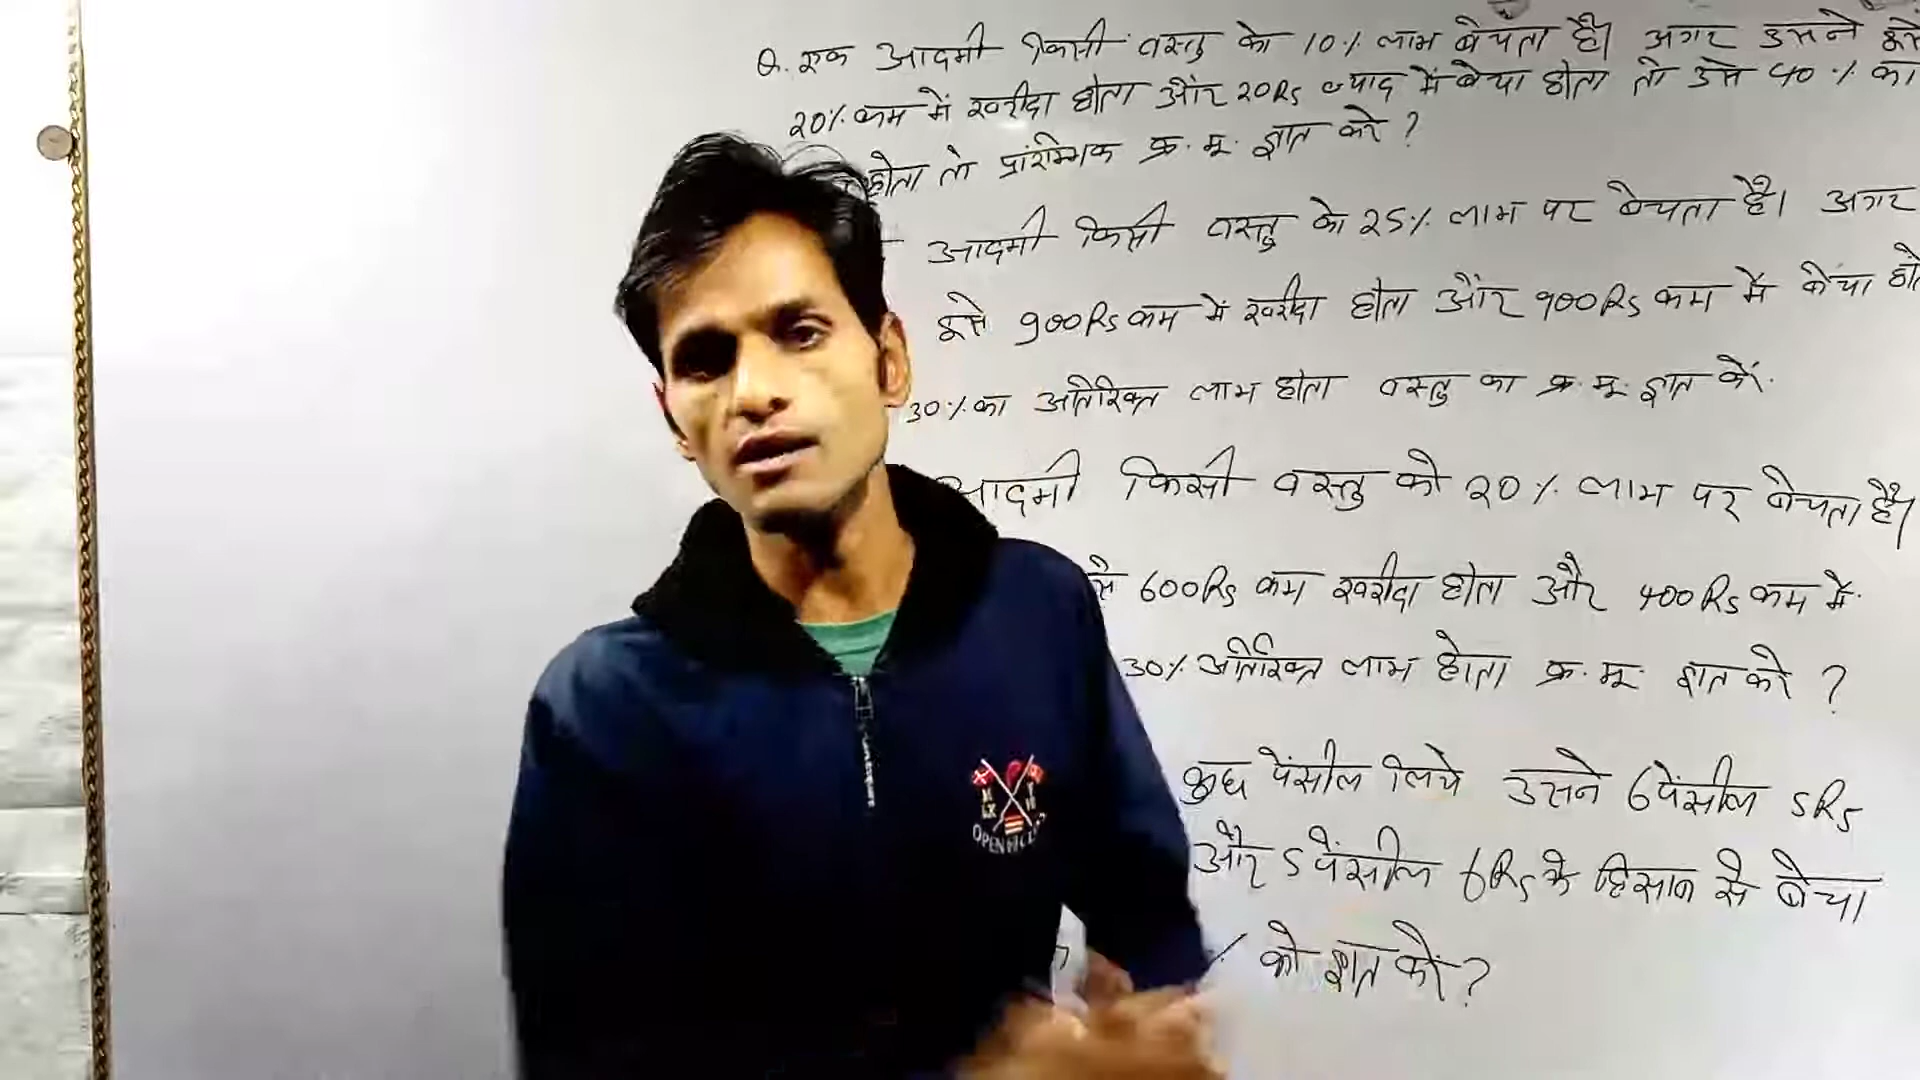 Q. एक आदमी किसी वस्तु को 10% लाभ बेचता है। अगर उसने इसे
20% कम में खरीदा होता और 20Rs ज्याद में बेचा होता तो उसे 40% का
होता तो प्रारंम्भिक क्र. मू. ज्ञात करे ?
आदमी किसी वस्तु को 25% लाभ पर बेचता है। अगर
इसे 900Rs कम में खरीदा होता और 900Rs कम में बेंचा
30% का अतिरिक्त लाभ होता वस्तु का क्र. मू. ज्ञात करें.
आदमी किसी वस्तु को 20% लाभ पर बेचता है।
600Rs कम खरीदा होता और 400Rs कम में
30% अतिरिक्त लाभ होता क्र. मू. ज्ञात करे ?
कुछ पेंसील लिये उसने 6 पेंसील 5Rs
और 5 पेंसील 6Rs के हिसाब से बेचा
% को ज्ञात करें ?
OPEN